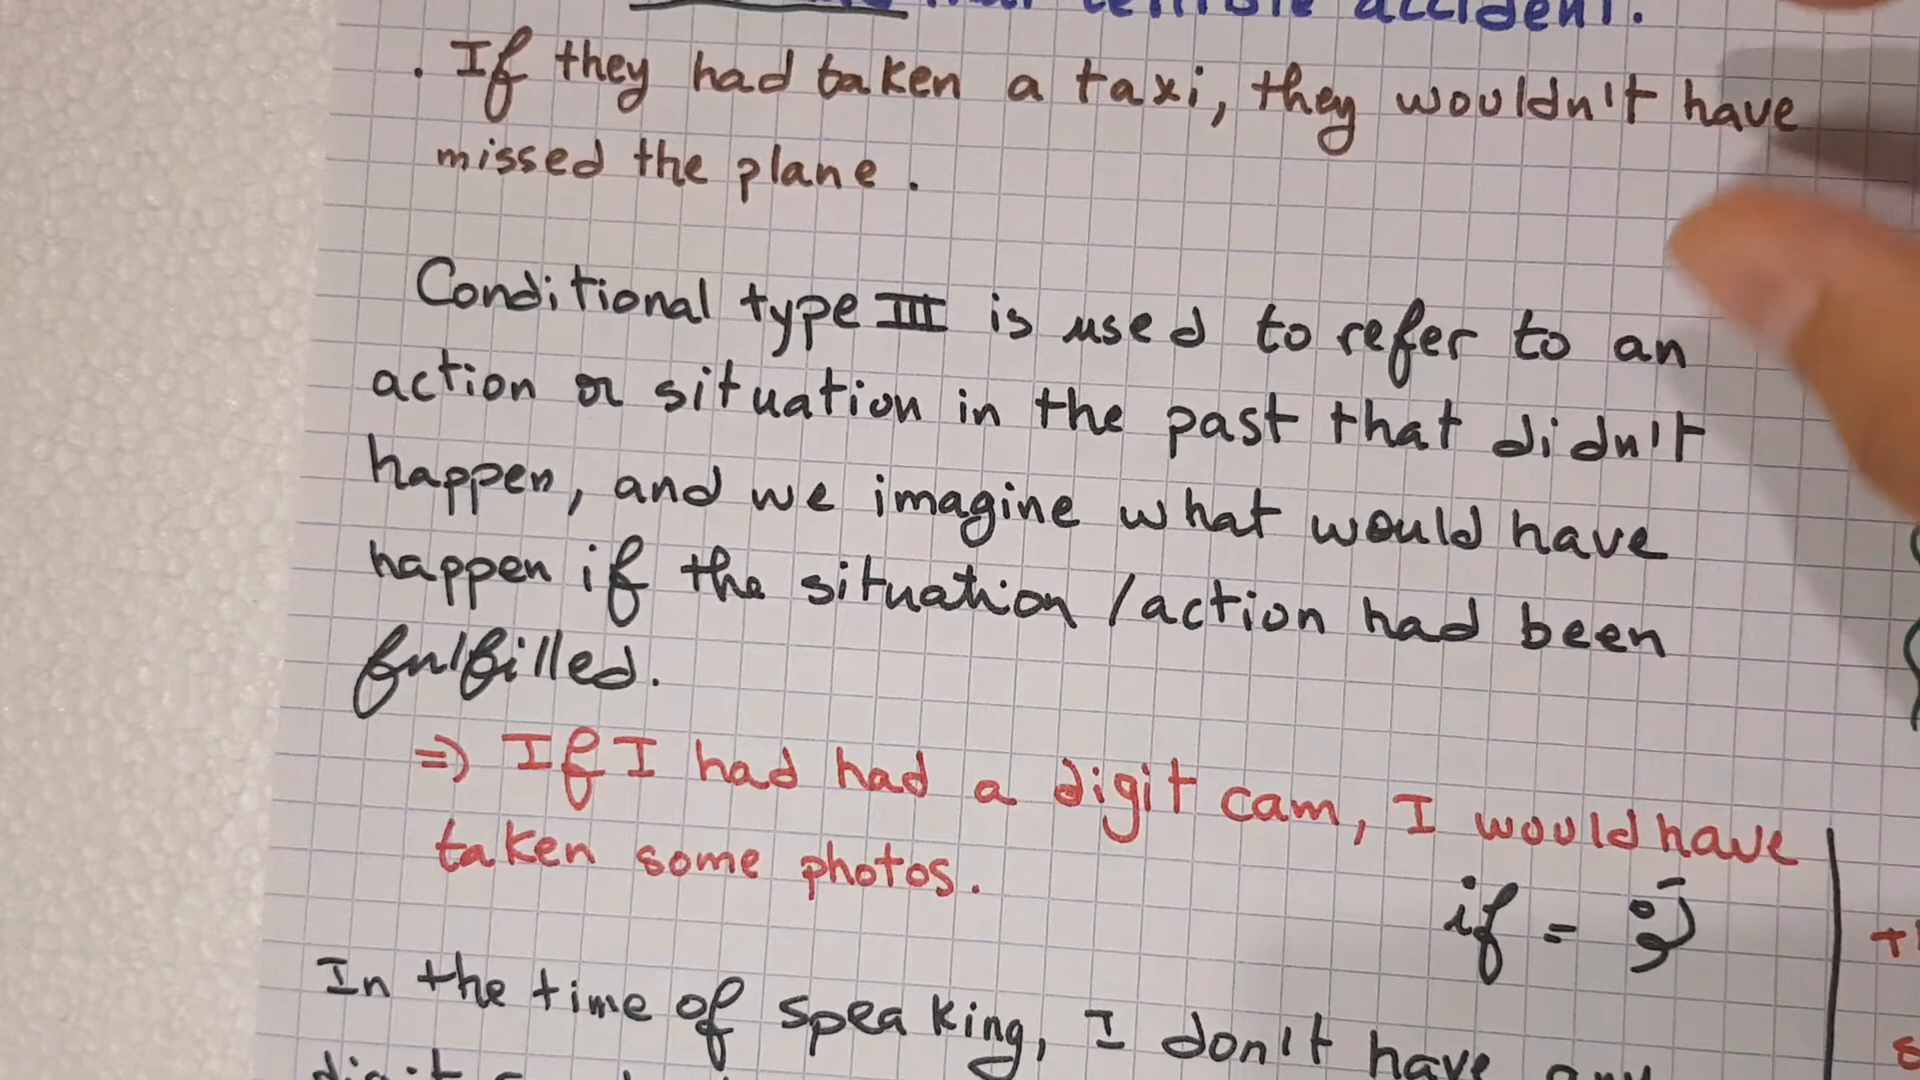 accident.
. If they had taken a taxi, they wouldn't have
missed the plane.
Conditional type III is used to refer to an
action or situation in the past that didn't
happen, and we imagine what would have
happen if the situation / action had been
fulfilled.
=> If I had had a digit cam, I would have
taken some photos.
if = لَوْ
In the time of speaking, I don't have any